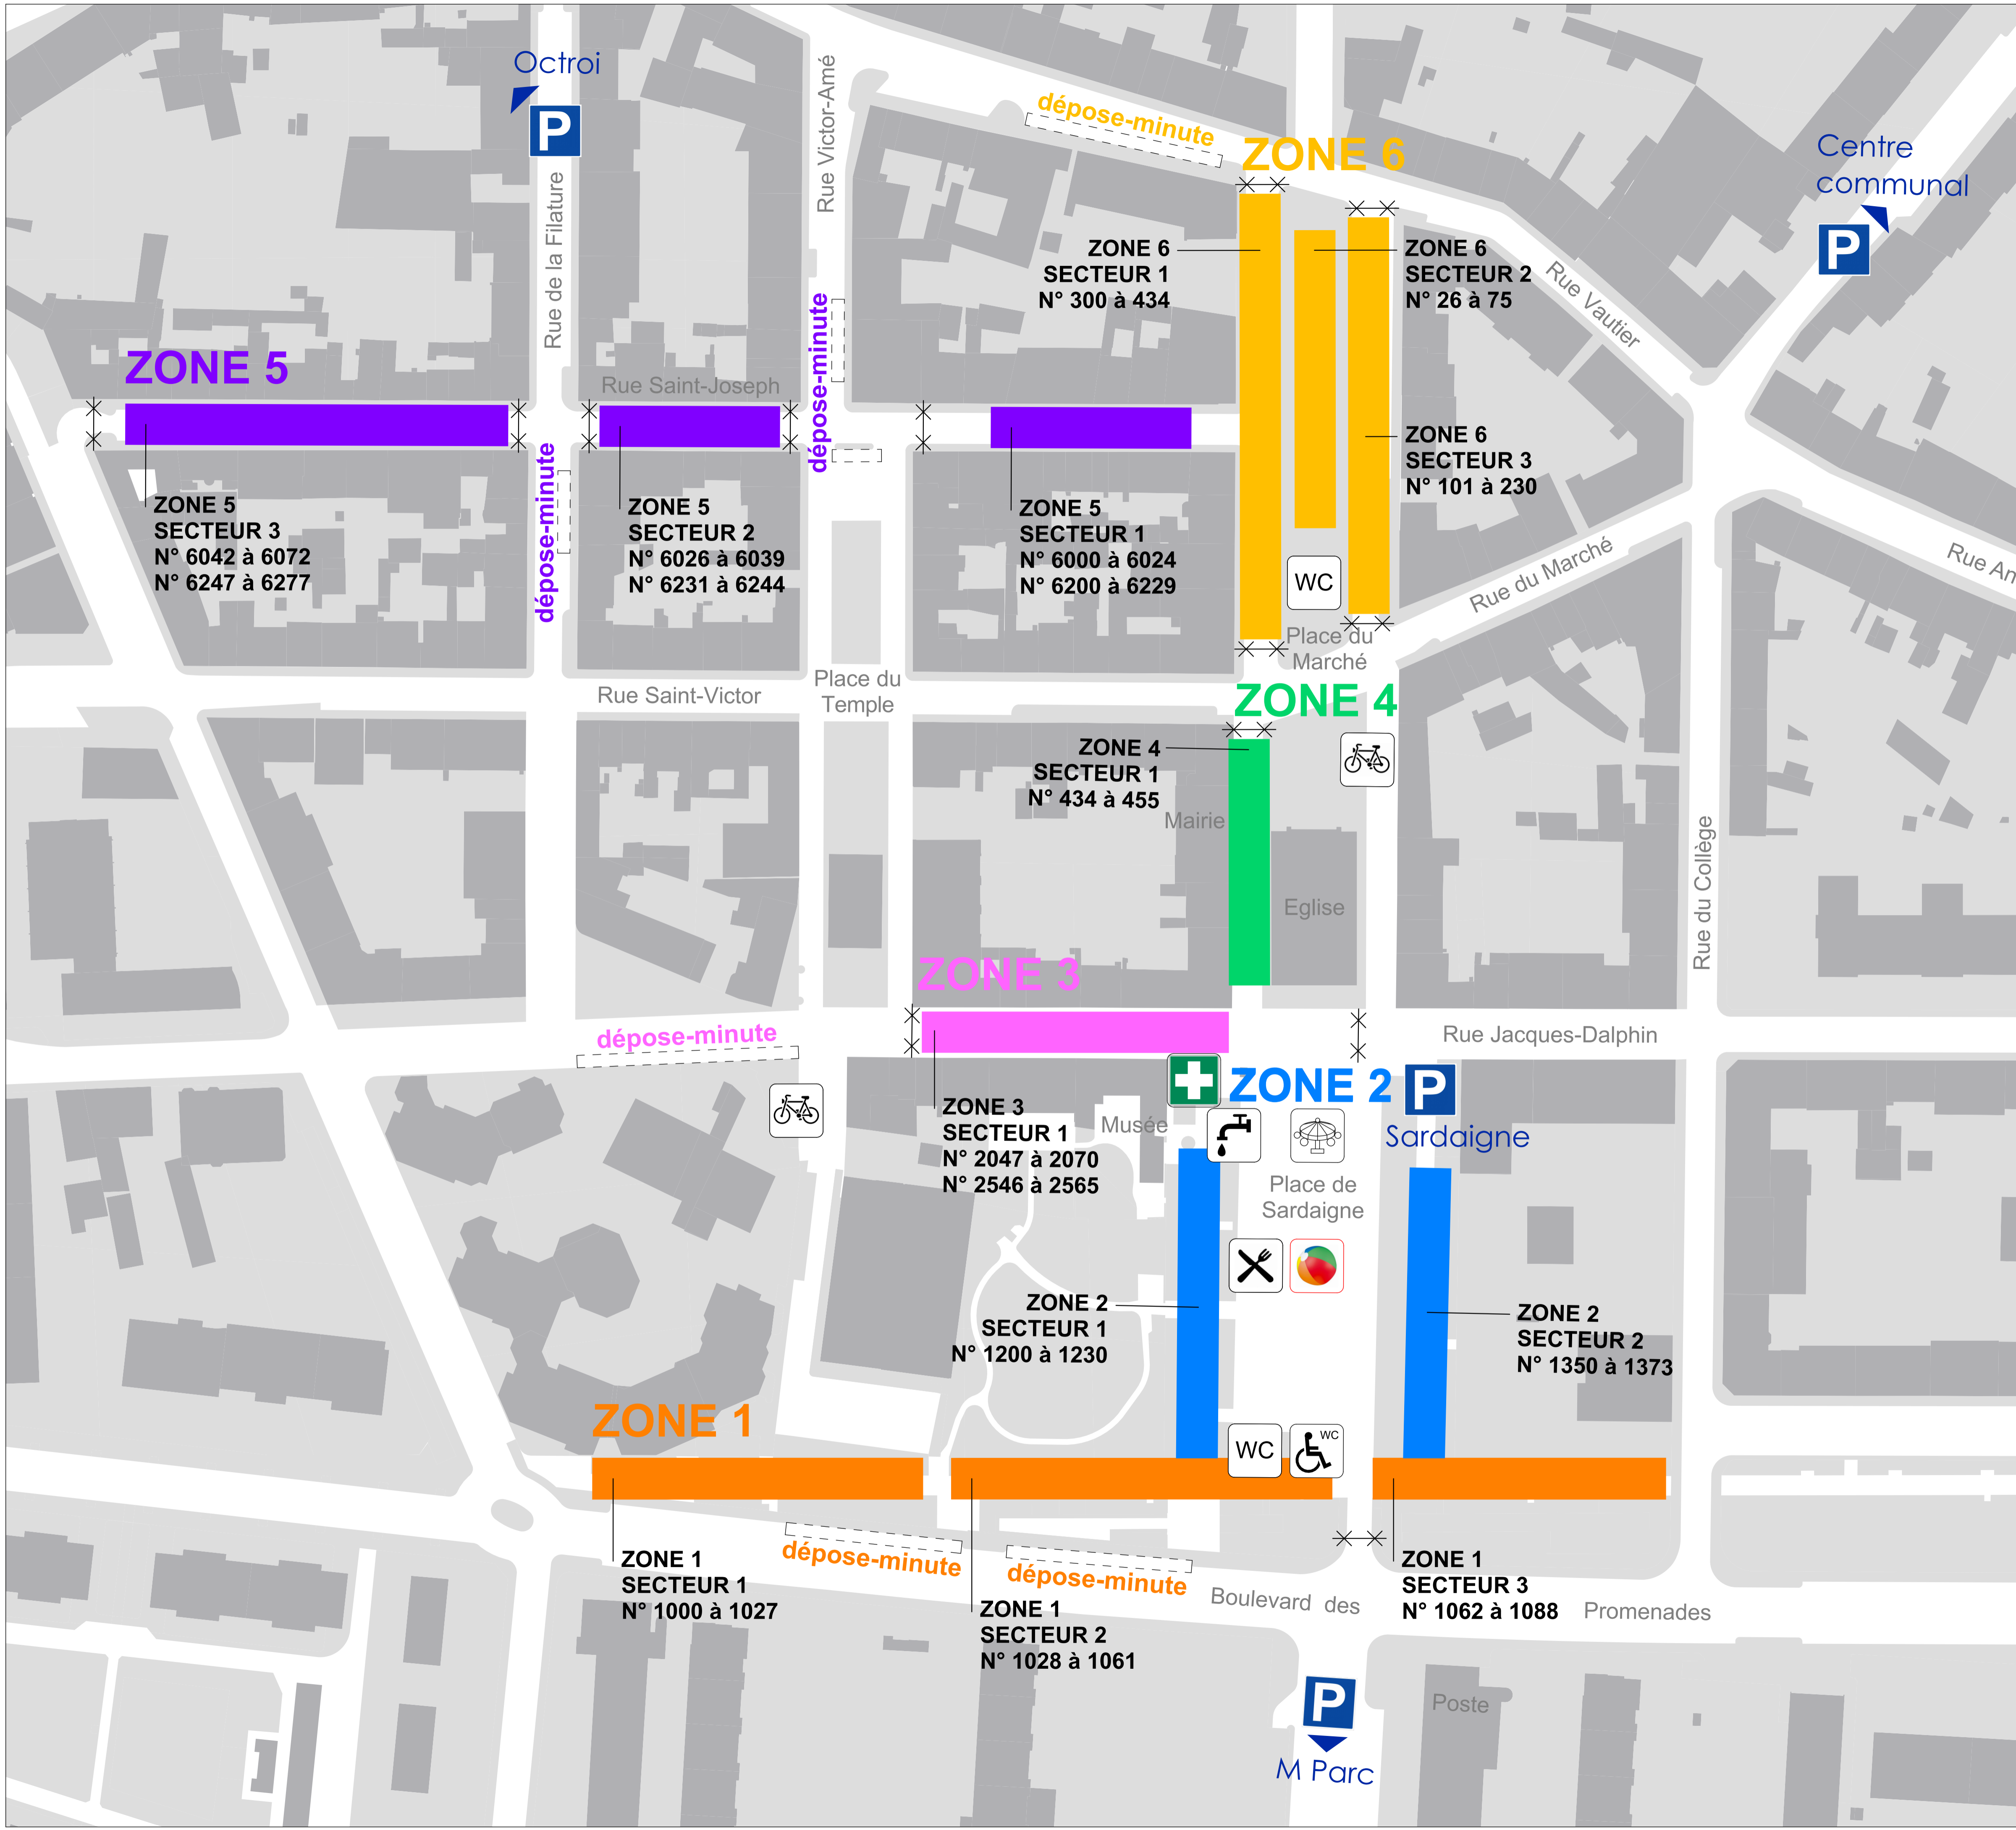 Octroi
P
Rue Victor-Amé
dépose-minute
ZONE 6
Centre
communal
P
Rue de la Filature
ZONE 6
SECTEUR 1
N° 300 à 434
ZONE 6
SECTEUR 2
N° 26 à 75
Rue Vautier
ZONE 5
Rue Saint-Joseph
dépose-minute
dépose-minute
ZONE 6
SECTEUR 3
N° 101 à 230
ZONE 5
SECTEUR 3
N° 6042 à 6072
N° 6247 à 6277
ZONE 5
SECTEUR 2
N° 6026 à 6039
N° 6231 à 6244
ZONE 5
SECTEUR 1
N° 6000 à 6024
N° 6200 à 6229
WC
Rue du Marché
Rue An
Place du
Marché
Rue Saint-Victor
Place du
Temple
ZONE 4
ZONE 4
SECTEUR 1
N° 434 à 455
Mairie
Eglise
Rue du Collège
ZONE 3
dépose-minute
Rue Jacques-Dalphin
ZONE 2
P
Sardaigne
ZONE 3
SECTEUR 1
N° 2047 à 2070
N° 2546 à 2565
Musée
Place de
Sardaigne
ZONE 2
SECTEUR 1
N° 1200 à 1230
ZONE 2
SECTEUR 2
N° 1350 à 1373
ZONE 1
WC
WC
dépose-minute
dépose-minute
ZONE 1
SECTEUR 1
N° 1000 à 1027
ZONE 1
SECTEUR 2
N° 1028 à 1061
ZONE 1
SECTEUR 3
N° 1062 à 1088
Boulevard des Promenades
P
M Parc
Poste